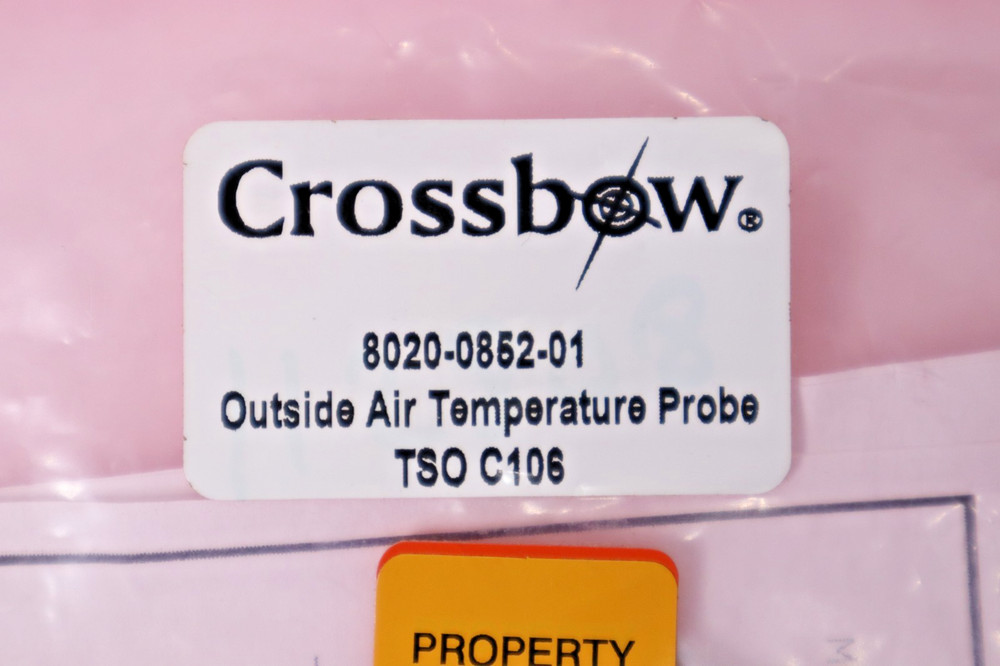 Crossbow®
8020-0852-01
Outside Air Temperature Probe
TSO C106
PROPERTY